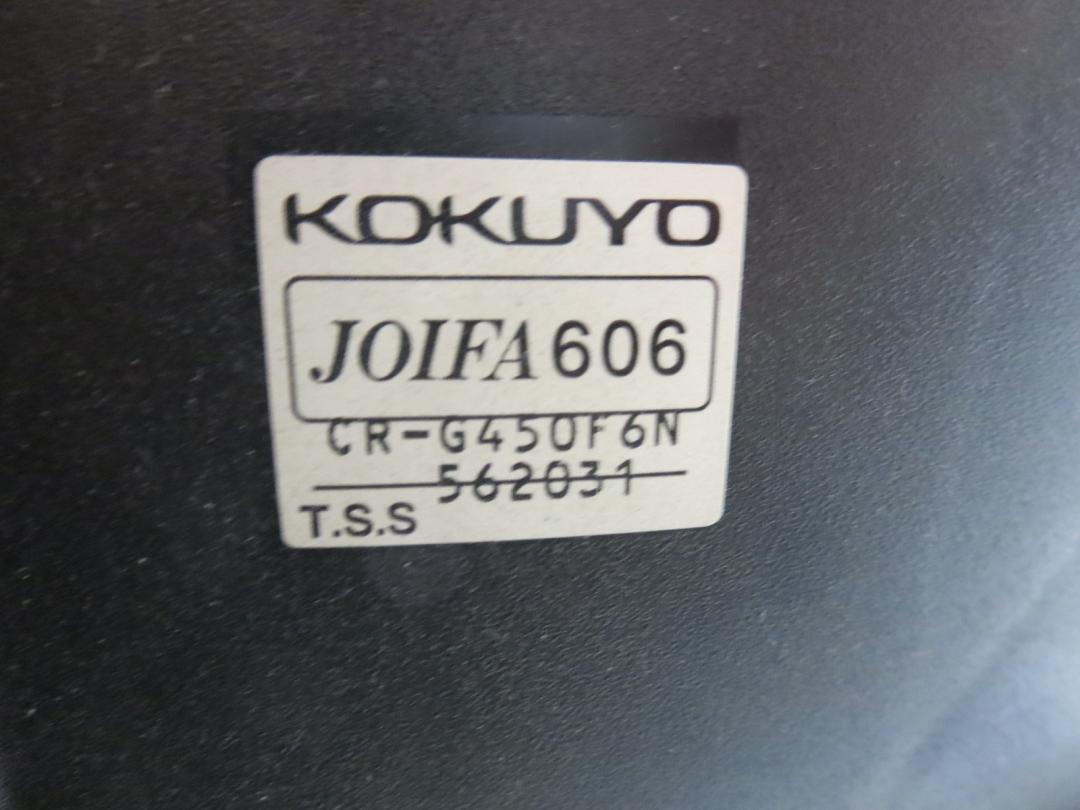 KOKUYO
JOIFA 606
CR-G450F6N
562031
T.S.S